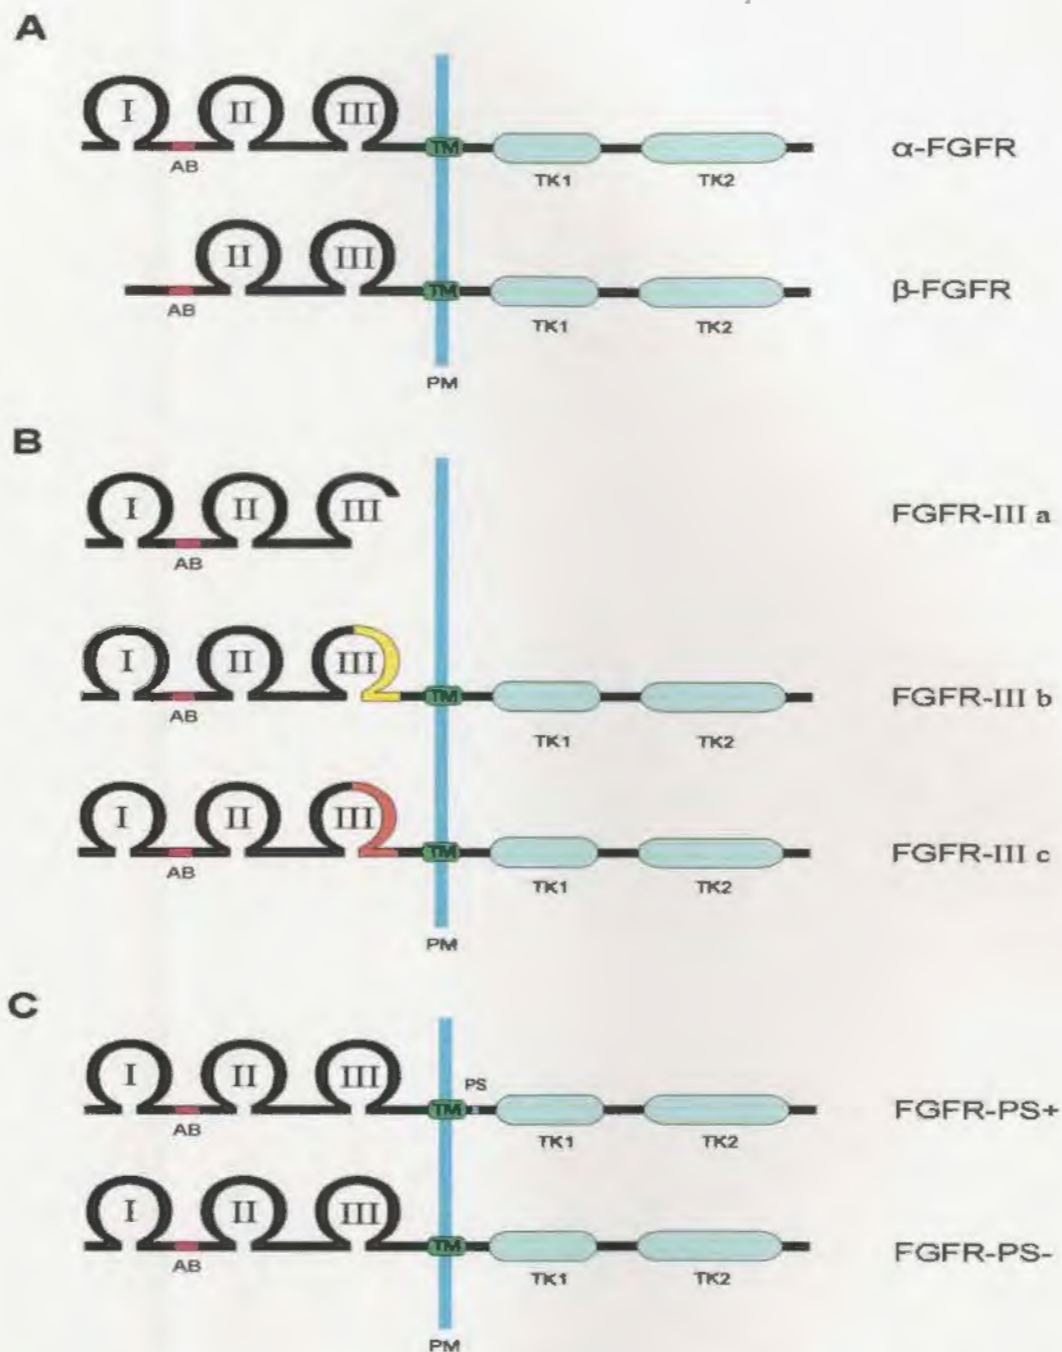 A
I II III
TM
α-FGFR
AB
TK1 TK2
II III
TM
β-FGFR
AB
TK1 TK2
PM
B
I II III
FGFR-III a
AB
I II III
TM
FGFR-III b
AB
TK1 TK2
I II III
TM
FGFR-III c
AB
TK1 TK2
PM
C
I II III
PS
TM
FGFR-PS+
AB
TK1 TK2
I II III
TM
FGFR-PS-
AB
TK1 TK2
PM